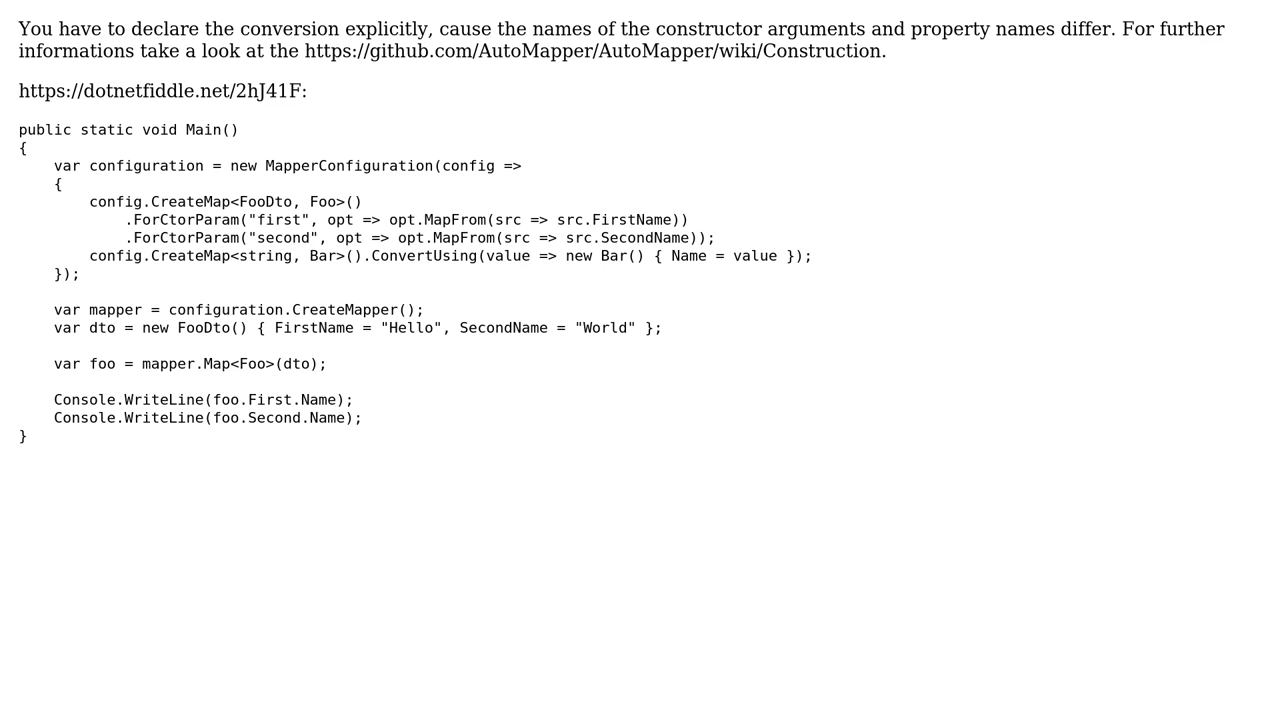 You have to declare the conversion explicitly, cause the names of the constructor arguments and property names differ. For further
informations take a look at the https://github.com/AutoMapper/AutoMapper/wiki/Construction.
https://dotnetfiddle.net/2hJ41F:
public static void Main()
{
    var configuration = new MapperConfiguration(config =>
    {
        config.CreateMap<FooDto, Foo>()
            .ForCtorParam("first", opt => opt.MapFrom(src => src.FirstName))
            .ForCtorParam("second", opt => opt.MapFrom(src => src.SecondName));
        config.CreateMap<string, Bar>().ConvertUsing(value => new Bar() { Name = value });
    });

    var mapper = configuration.CreateMapper();
    var dto = new FooDto() { FirstName = "Hello", SecondName = "World" };

    var foo = mapper.Map<Foo>(dto);

    Console.WriteLine(foo.First.Name);
    Console.WriteLine(foo.Second.Name);
}